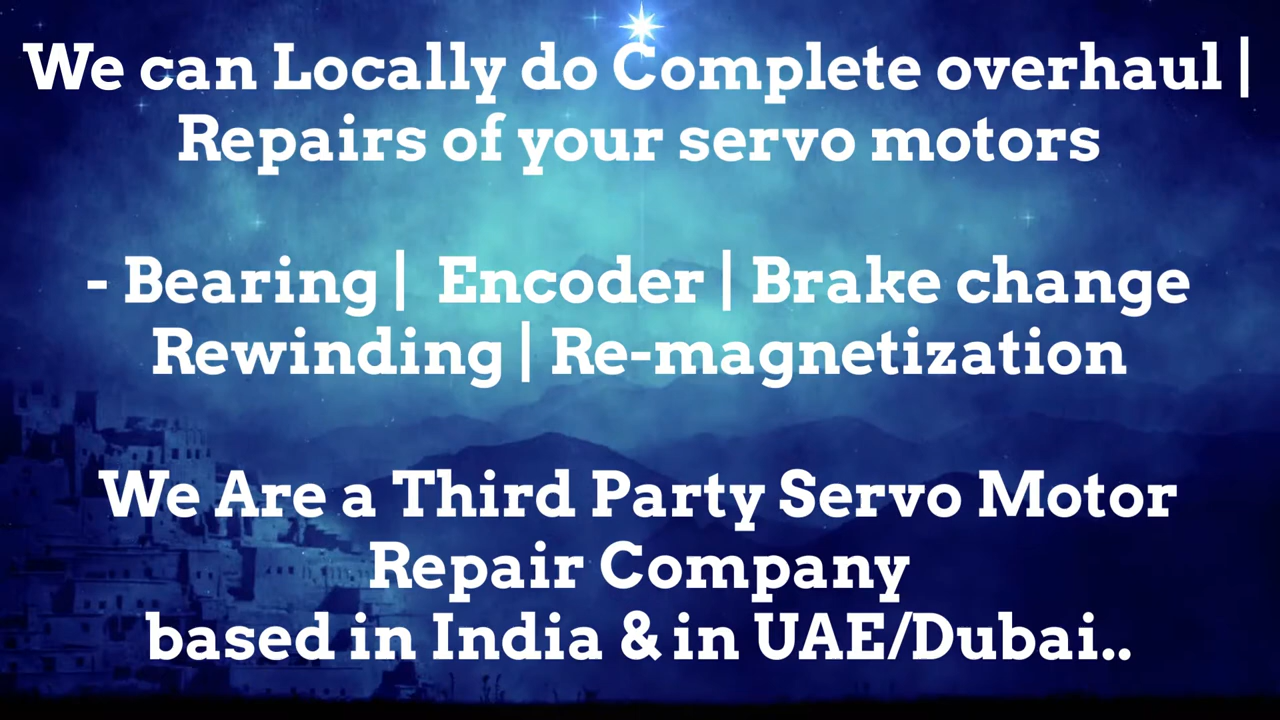 We can Locally do Complete overhaul |
Repairs of your servo motors
- Bearing | Encoder | Brake change
Rewinding | Re-magnetization
We Are a Third Party Servo Motor
Repair Company
based in India & in UAE/Dubai..